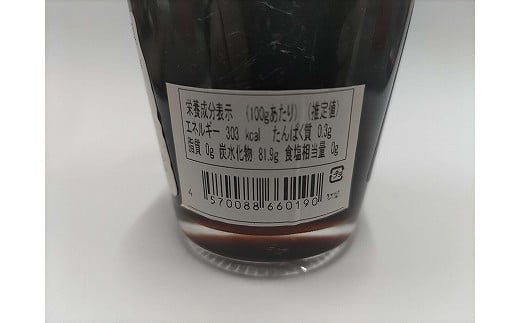 栄養成分表示 (100gあたり) (推定値)
エネルギー 303 kcal たんぱく質 0.3g
脂質 0g 炭水化物 81.9g 食塩相当量 0g
4 570088 660190